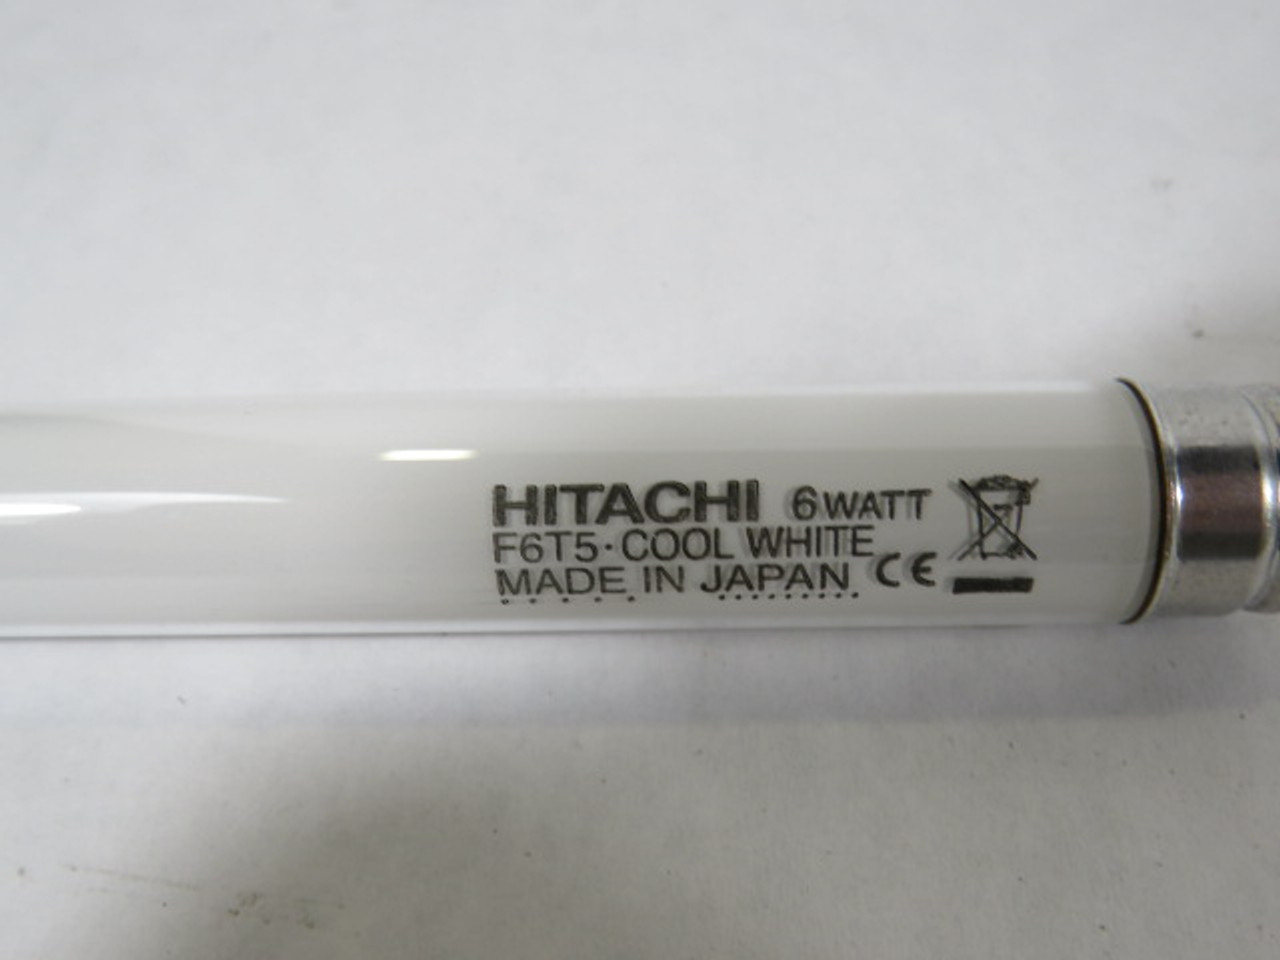 HITACHI 6WATT
F6T5·COOL WHITE
MADE IN JAPAN CE